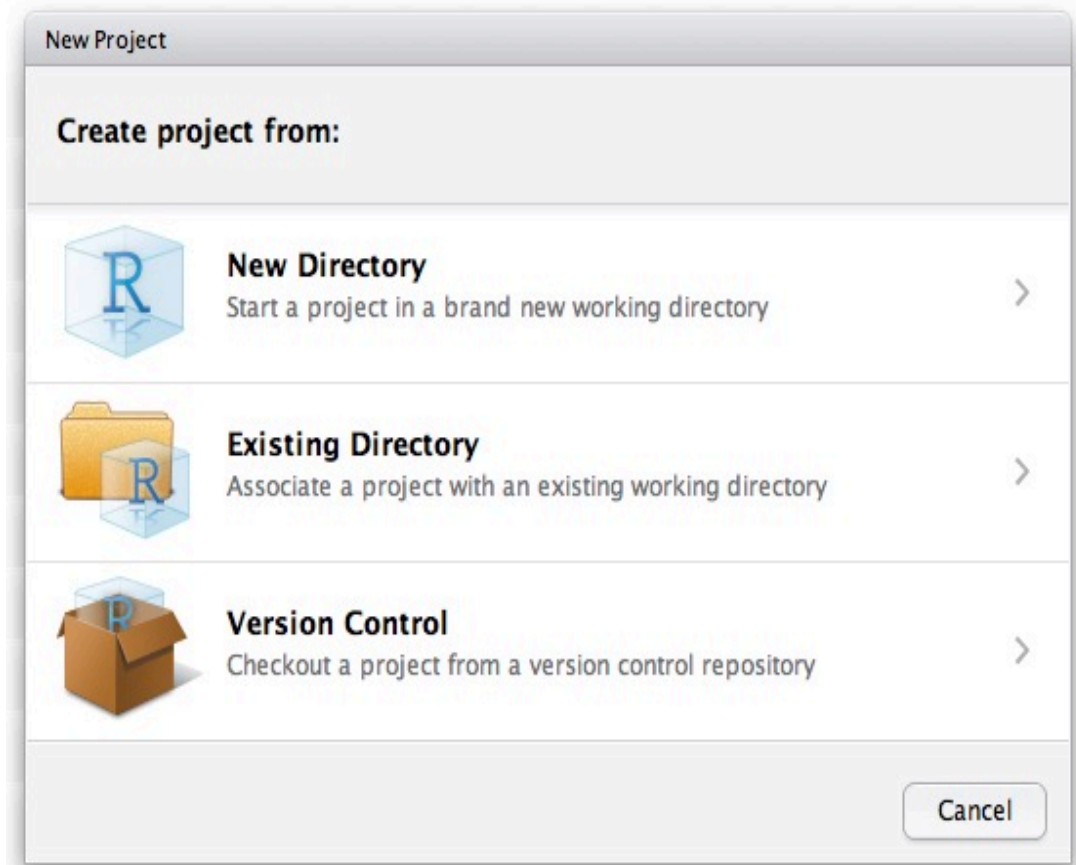 New Project
Create project from:
R
New Directory
Start a project in a brand new working directory
R
Existing Directory
Associate a project with an existing working directory
R
Version Control
Checkout a project from a version control repository
Cancel